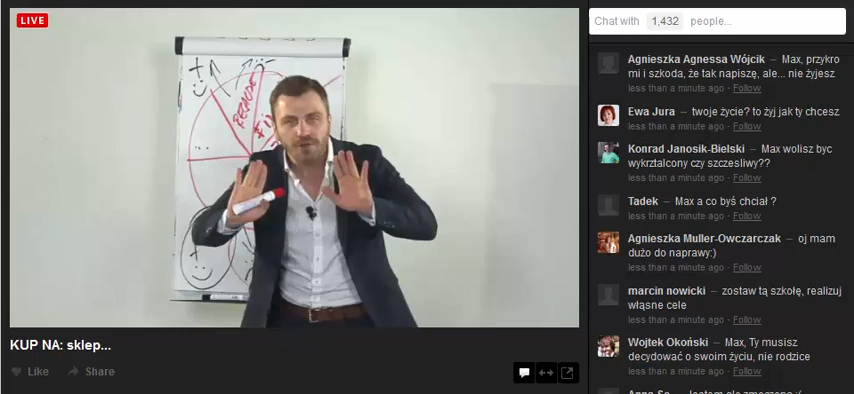 LIVE
Chat with 1,432 people...
KUP NA: sklep...
Like
Share
Agnieszka Agnessa Wójcik – Max, przykro
mi i szkoda, że tak napiszę, ale... nie żyjesz
less than a minute ago · Follow
Ewa Jura – twoje życie? to żyj jak ty chcesz
less than a minute ago · Follow
Konrad Janosik-Bielski – Max wolisz byc
wykrztalcony czy szczesliwy??
less than a minute ago · Follow
Tadek – Max a co byś chciał ?
less than a minute ago · Follow
Agnieszka Muller-Owczarczak – oj mam
dużo do naprawy:)
less than a minute ago · Follow
marcin nowicki – zostaw tą szkołę, realizuj
włąsne cele
less than a minute ago · Follow
Wojtek Okoński – Max, Ty musisz
decydować o swoim życiu, nie rodzice
less than a minute ago · Follow